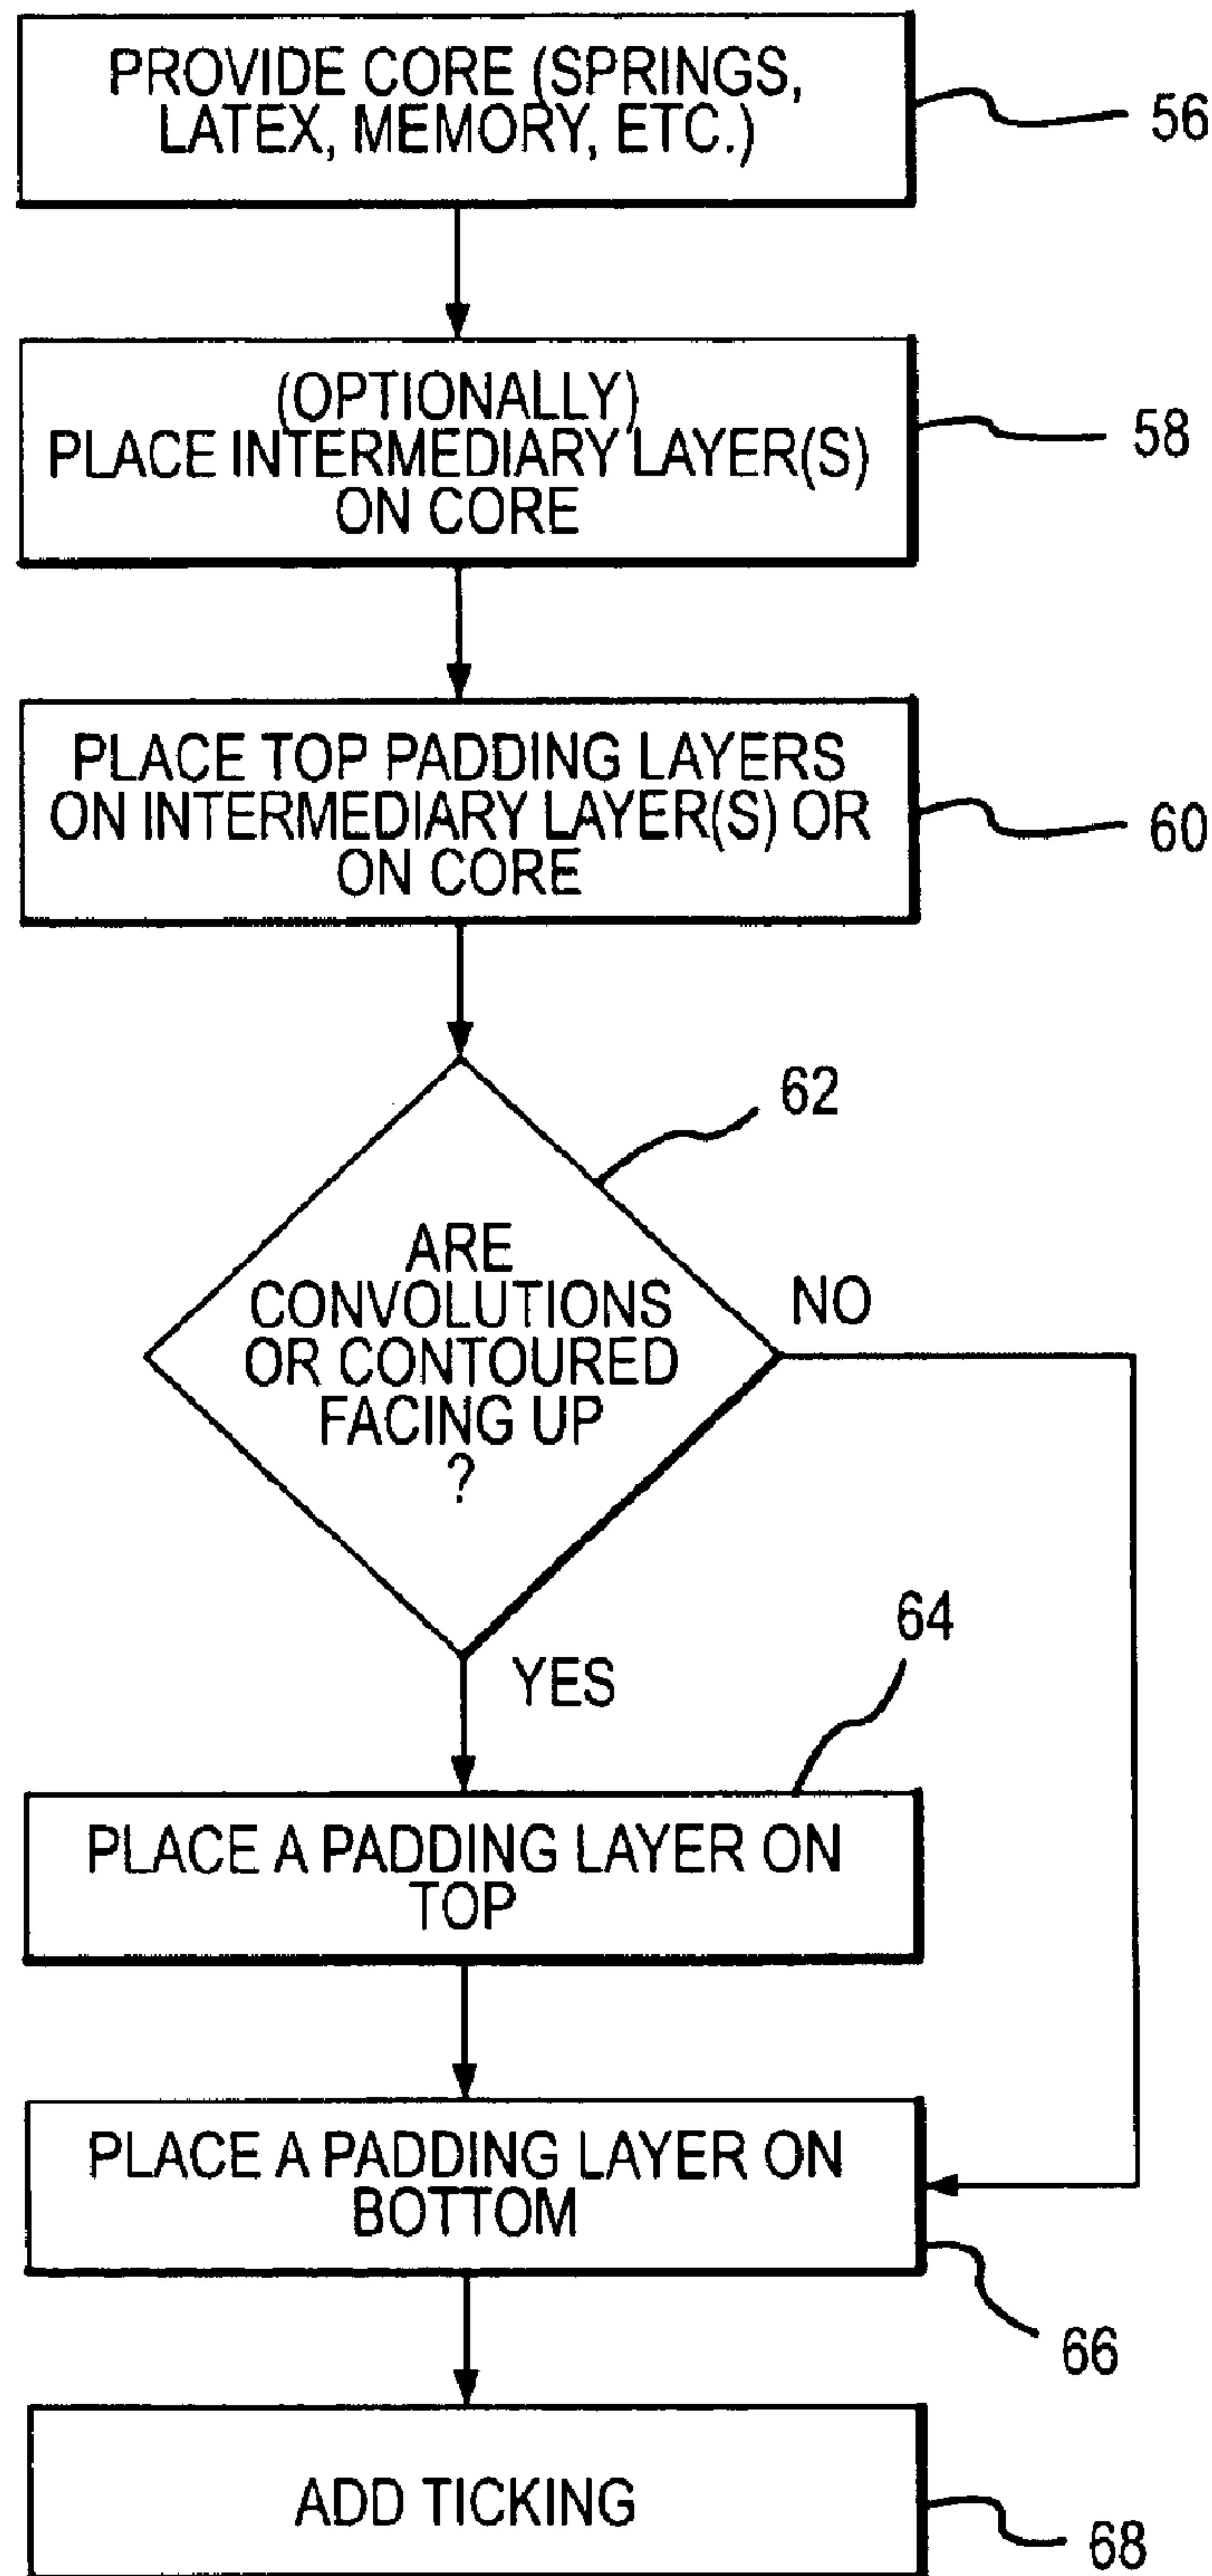 PROVIDE CORE (SPRINGS,
LATEX, MEMORY, ETC.)
56
(OPTIONALLY)
PLACE INTERMEDIARY LAYER(S)
ON CORE
58
PLACE TOP PADDING LAYERS
ON INTERMEDIARY LAYER(S) OR
ON CORE
60
62
ARE
CONVOLUTIONS
OR CONTOURED
FACING UP
?
NO
YES
64
PLACE A PADDING LAYER ON
TOP
PLACE A PADDING LAYER ON
BOTTOM
66
ADD TICKING
68